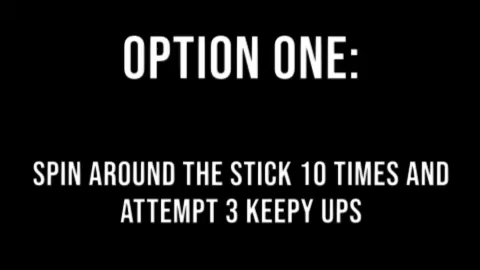 OPTION ONE:
SPIN AROUND THE STICK 10 TIMES AND
ATTEMPT 3 KEEPY UPS